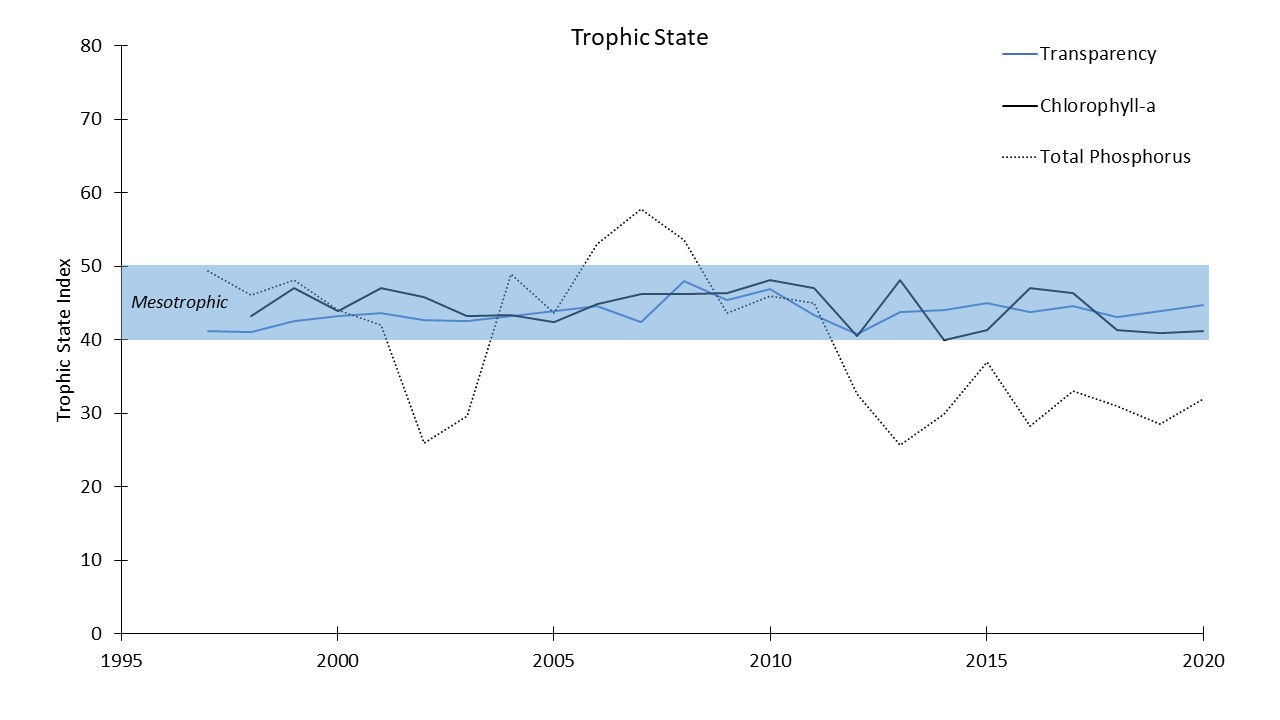 Trophic State
Transparency
Chlorophyll-a
Total Phosphorus
Trophic State Index
80
70
60
50
40
30
20
10
0
Mesotrophic
1995
2000
2005
2010
2015
2020